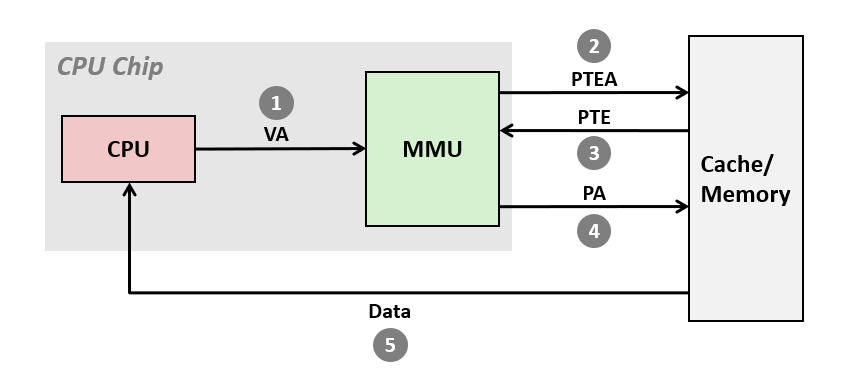 CPU Chip
CPU
1
VA
MMU
2
PTEA
PTE
3
PA
4
Cache/
Memory
Data
5